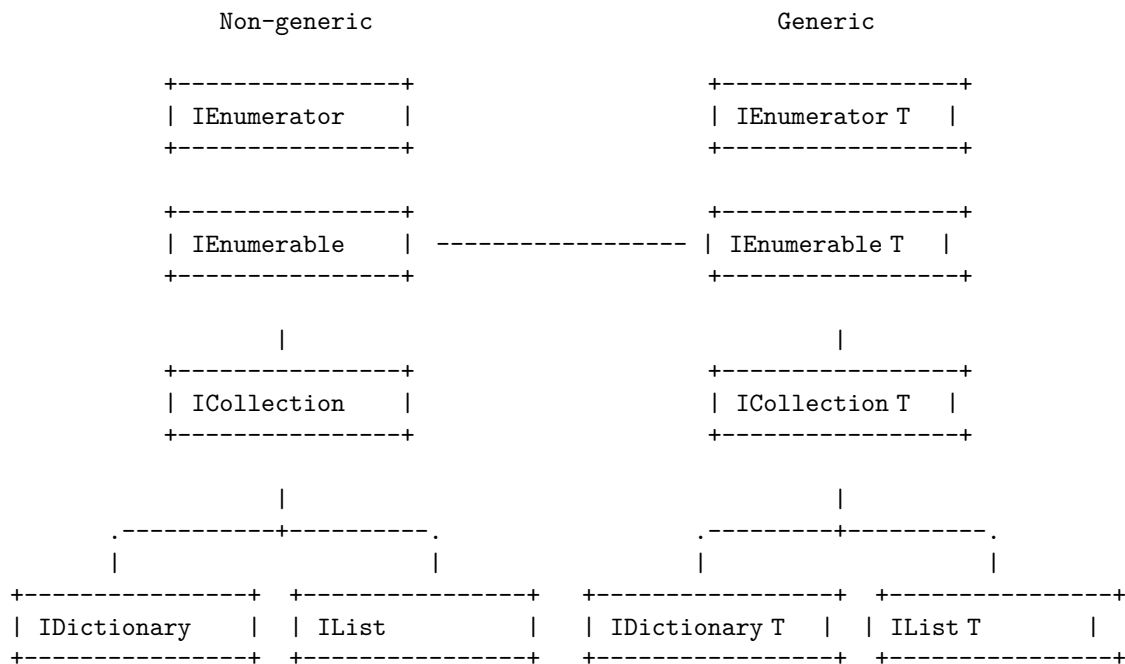 Non-generic Generic
IEnumerator IEnumerator T
IEnumerable IEnumerable T
ICollection ICollection T
IDictionary IList IDictionary T IList T